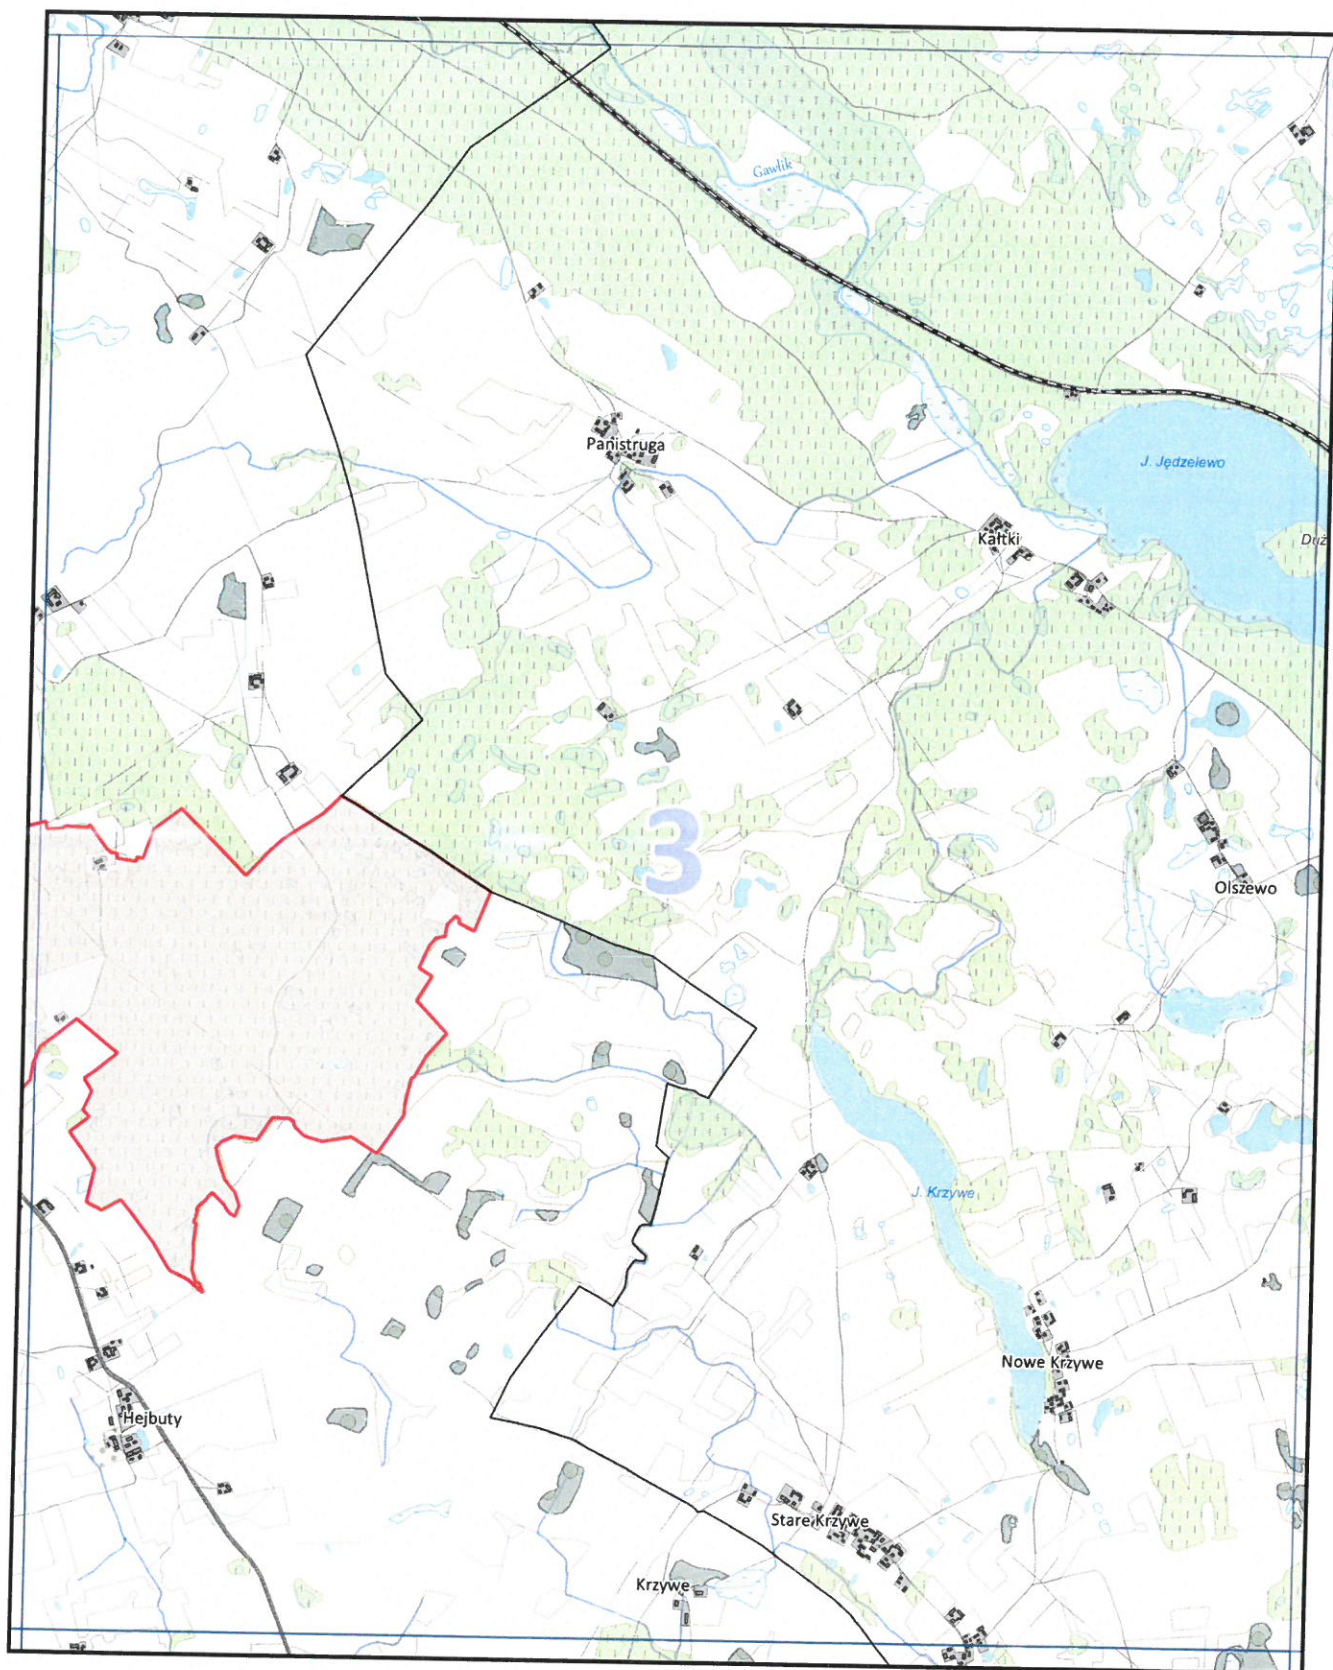 Gawlik
Panistruga
J. Jędzelewo
Kałtki
Duż
3
Olszewo
J. Krzywe
Nowe Krzywe
Hejbuty
Stare Krzywe
Krzywe